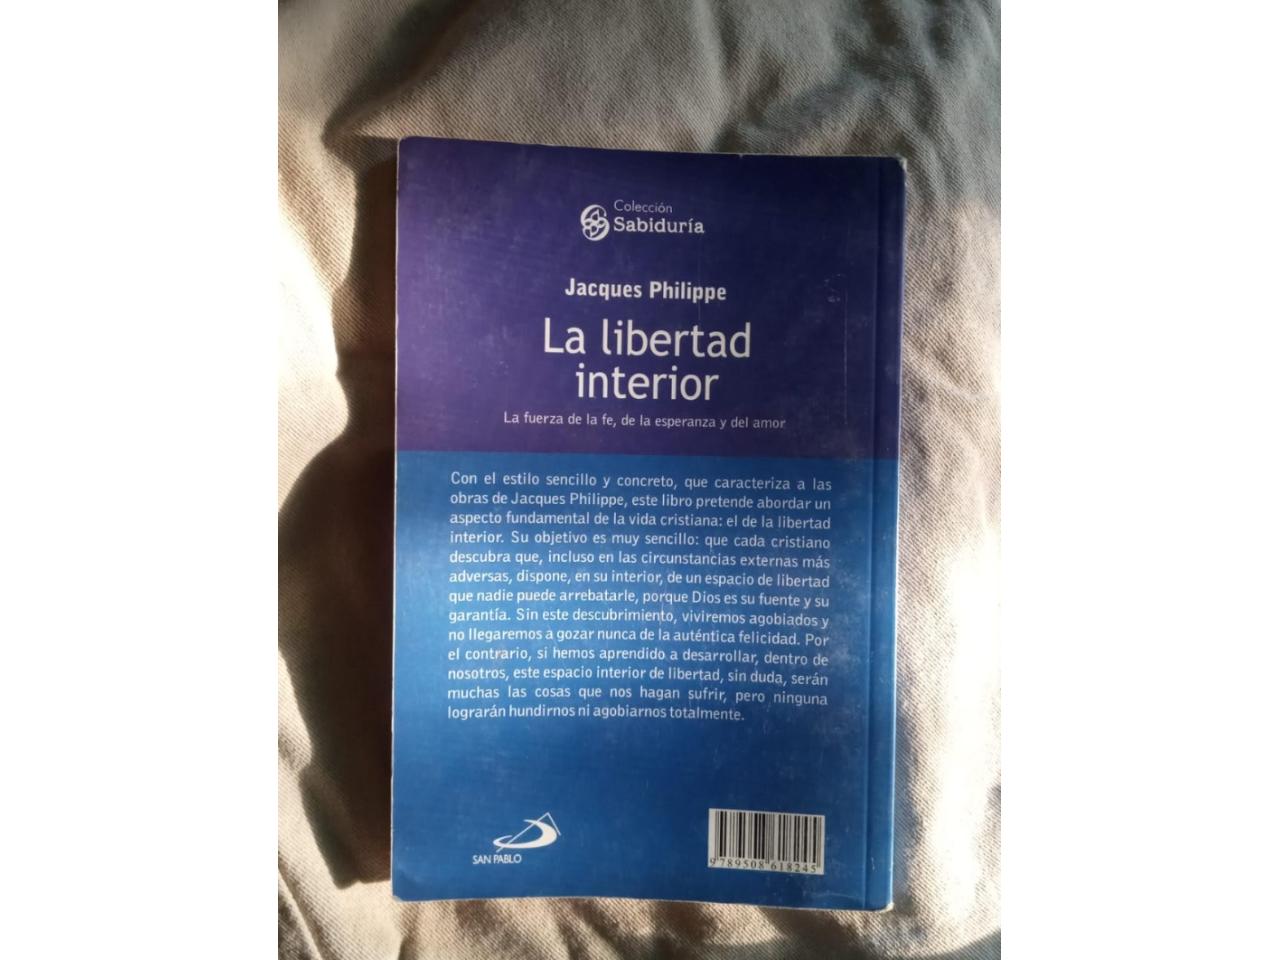 Colección
Sabiduría
Jacques Philippe
La libertad
interior
La fuerza de la fe, de la esperanza y del amor
Con el estilo sencillo y concreto, que caracteriza a las
obras de Jacques Philippe, este libro pretende abordar un
aspecto fundamental de la vida cristiana: el de la libertad
interior. Su objetivo es muy sencillo: que cada cristiano
descubra que, incluso en las circunstancias externas más
adversas, dispone, en su interior, de un espacio de libertad
que nadie puede arrebatarle, porque Dios es su fuente y su
garantía. Sin este descubrimiento, viviremos agobiados y
no llegaremos a gozar nunca de la auténtica felicidad. Por
el contrario, si hemos aprendido a desarrollar, dentro de
nosotros, este espacio interior de libertad, sin duda, serán
muchas las cosas que nos hagan sufrir, pero ninguna
lograrán hundirnos ni agobiarnos totalmente.
SAN PABLO
9 789508 618245